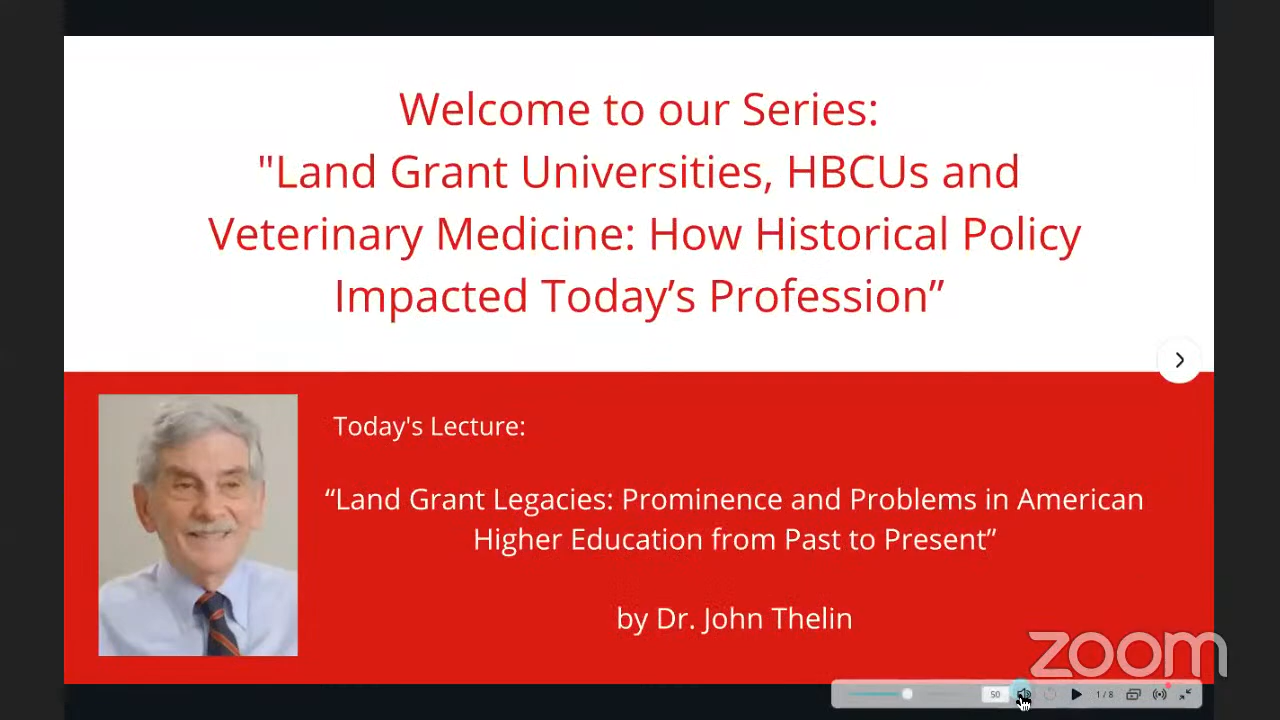 Welcome to our Series:
"Land Grant Universities, HBCUs and
Veterinary Medicine: How Historical Policy
Impacted Today’s Profession”
Today's Lecture:
“Land Grant Legacies: Prominence and Problems in American
Higher Education from Past to Present”
by Dr. John Thelin
zoom
50
1 / 8